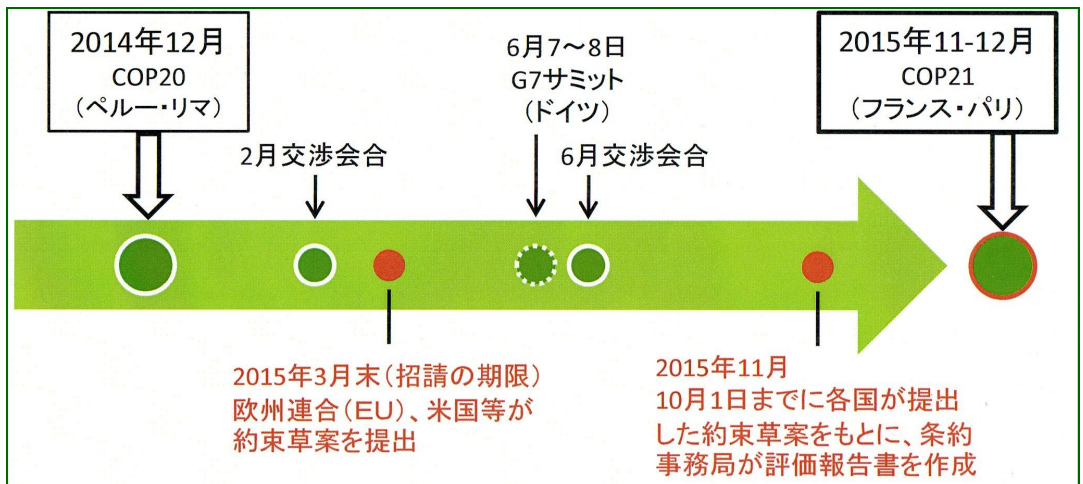 2014年12月
COP20
（ペルー・リマ）
2月交渉会合
6月7～8日
G7サミット
（ドイツ）
6月交渉会合
2015年11-12月
COP21
（フランス・パリ）
2015年3月末（招請の期限）
欧州連合（ＥＵ）、米国等が
約束草案を提出
2015年11月
10月1日までに各国が提出
した約束草案をもとに、条約
事務局が評価報告書を作成